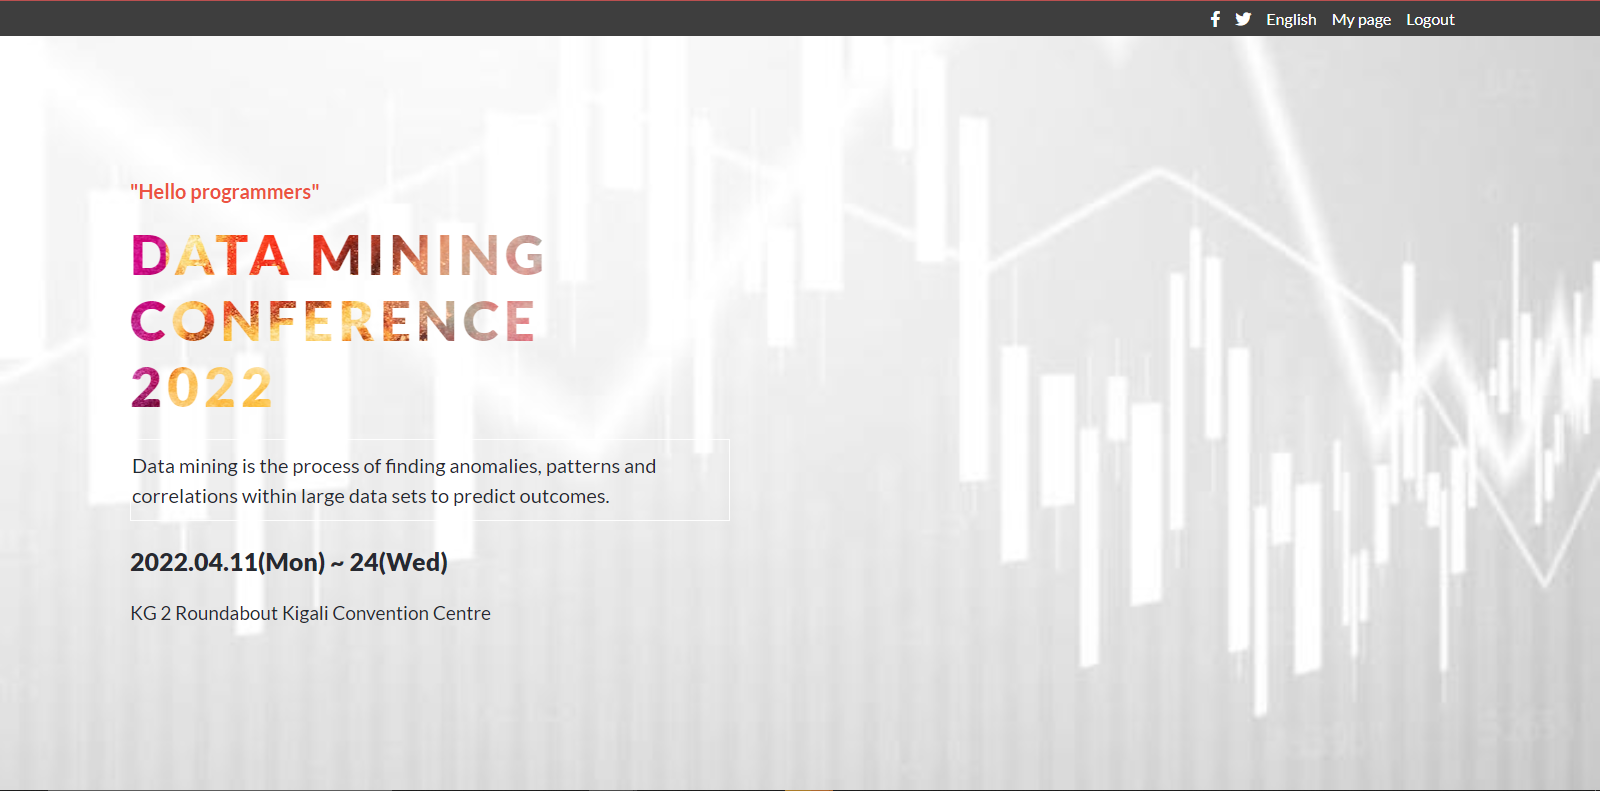 English My page Logout
"Hello programmers"
DATA MINING
CONFERENCE
2022
Data mining is the process of finding anomalies, patterns and
correlations within large data sets to predict outcomes.
2022.04.11(Mon) ~ 24(Wed)
KG 2 Roundabout Kigali Convention Centre